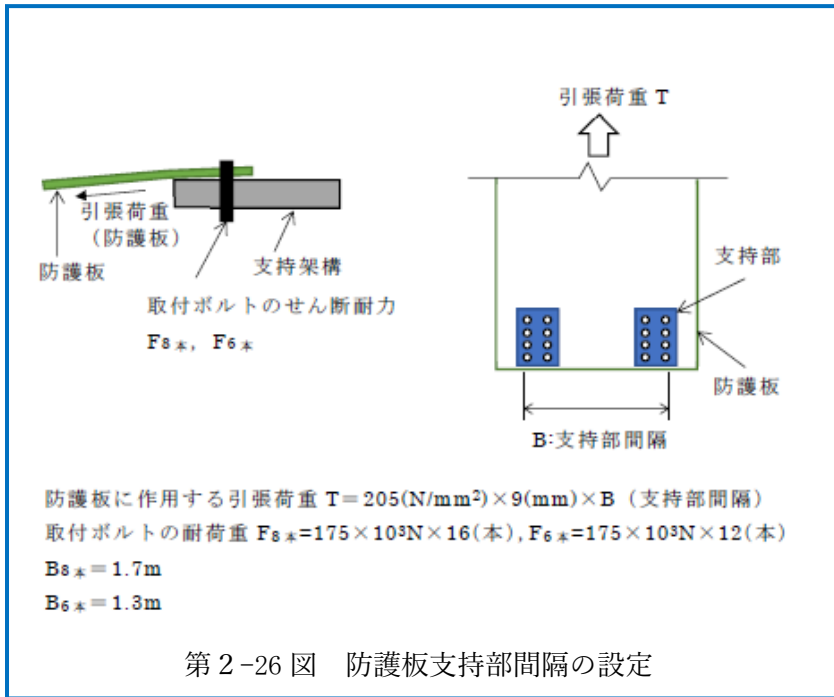 引張荷重 T
引張荷重
（防護板）
防護板
支持架構
取付ボルトのせん断耐力
F8本, F6本
支持部
防護板
B:支持部間隔
防護板に作用する引張荷重 T＝205(N/mm²)×9(mm)×B（支持部間隔）
取付ボルトの耐荷重 F8本=175×10³N×16(本), F6本=175×10³N×12(本)
B8本＝1.7m
B6本＝1.3m
第２-26 図　防護板支持部間隔の設定